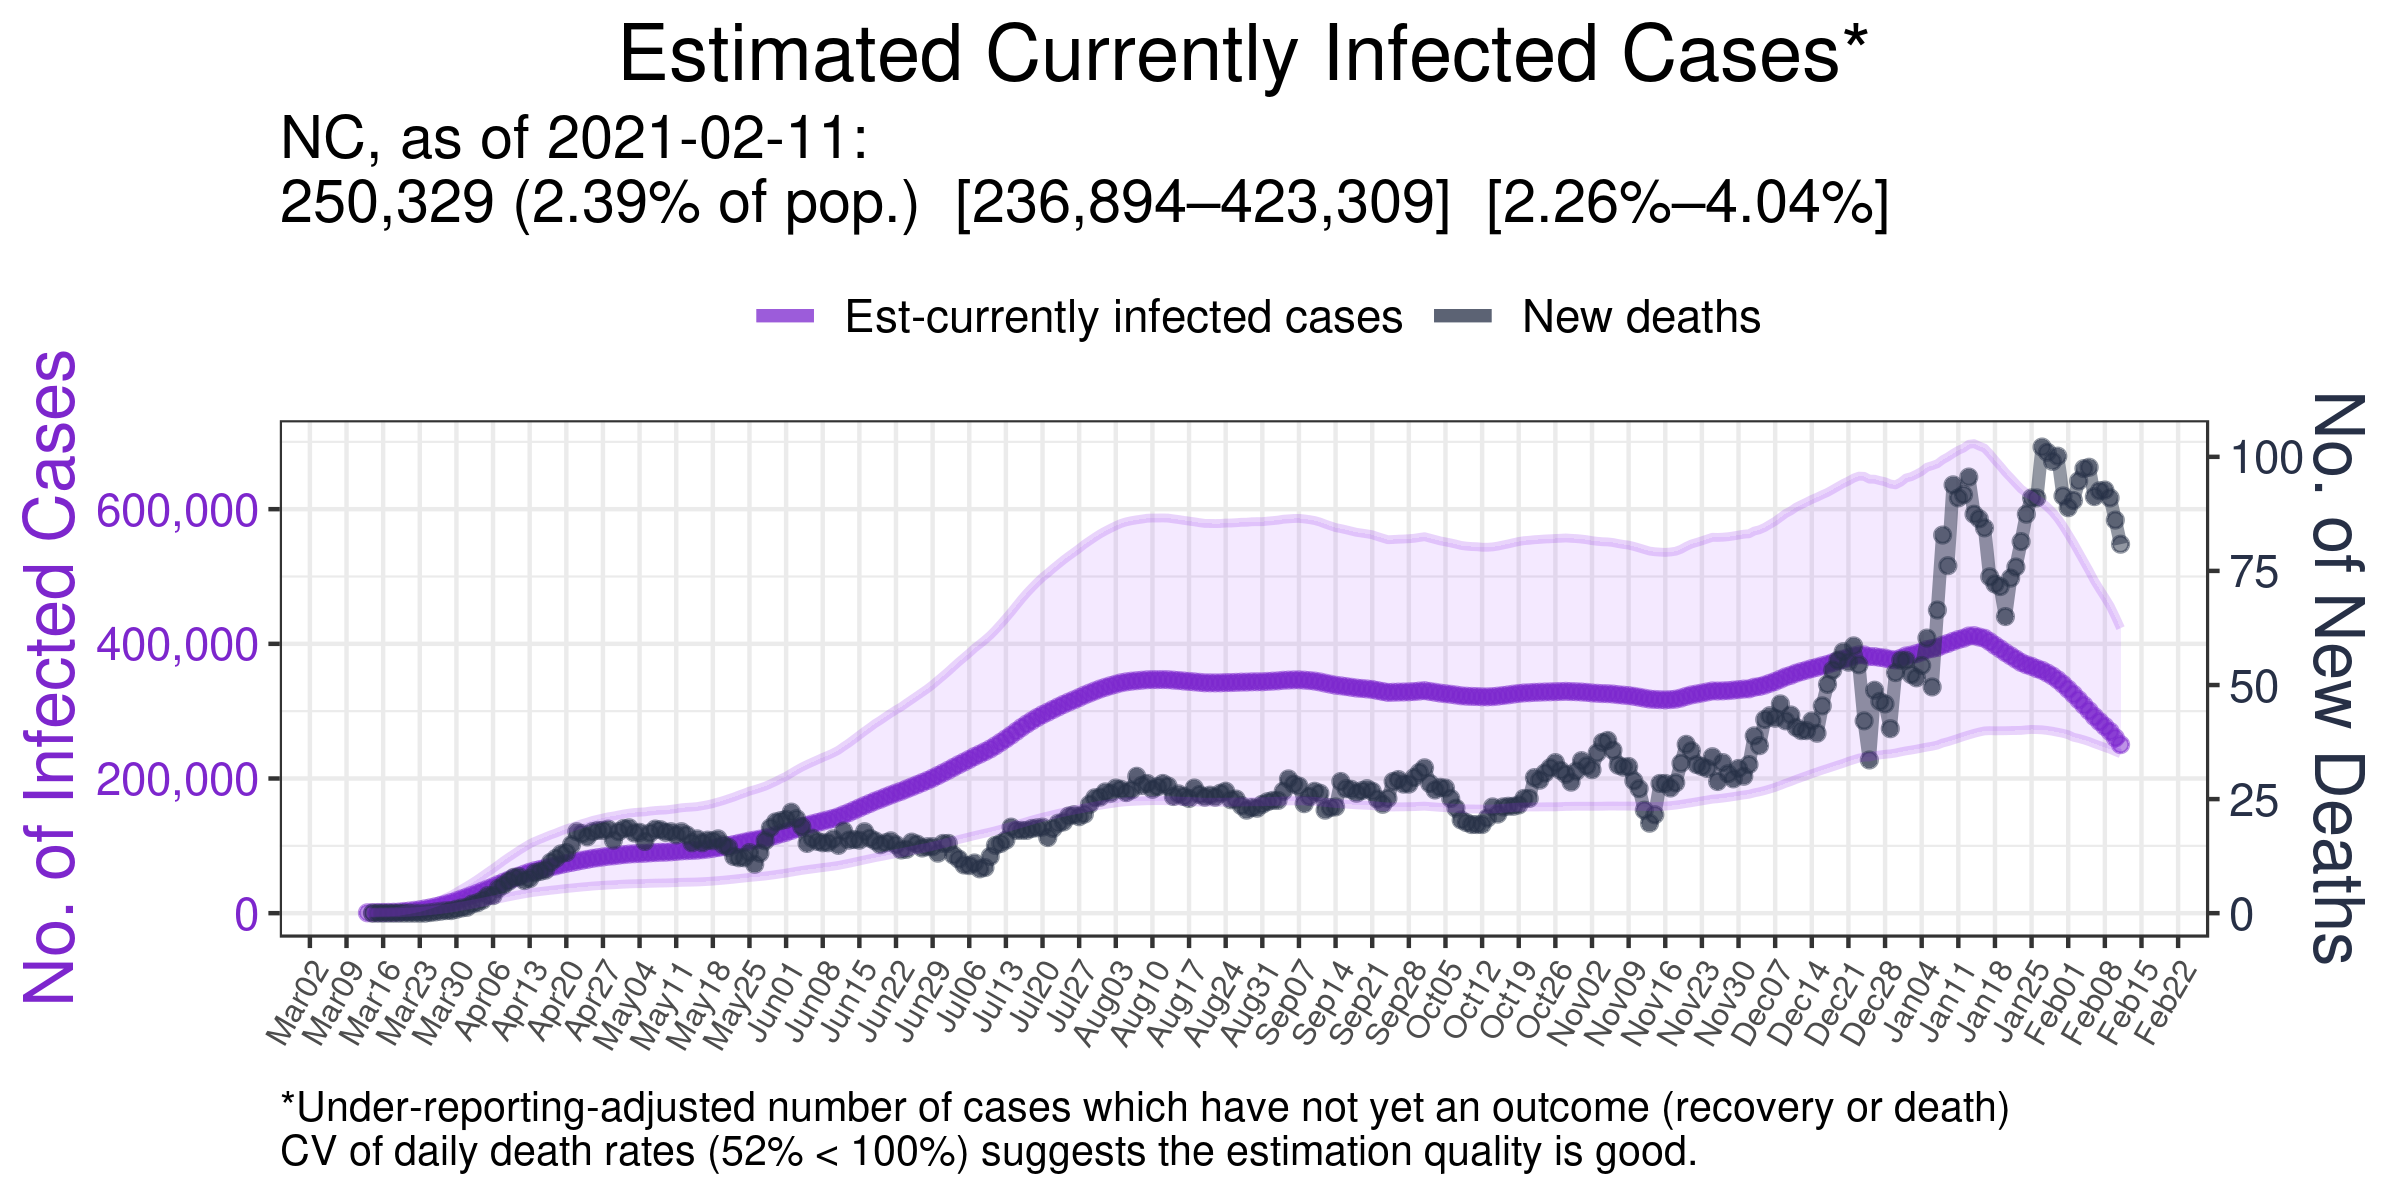 Estimated Currently Infected Cases*
NC, as of 2021-02-11:
250,329 (2.39% of pop.) [236,894–423,309] [2.26%–4.04%]
Est-currently infected cases
New deaths
No. of Infected Cases
600,000
400,000
200,000
0
100
75
50
25
0
No. of New Deaths
Mar02
Mar09
Mar16
Mar23
Mar30
Apr06
Apr13
Apr20
Apr27
May04
May11
May18
May25
Jun01
Jun08
Jun15
Jun22
Jun29
Jul06
Jul13
Jul20
Jul27
Aug03
Aug10
Aug17
Aug24
Aug31
Sep07
Sep14
Sep21
Sep28
Oct05
Oct12
Oct19
Oct26
Nov02
Nov09
Nov16
Nov23
Nov30
Dec07
Dec14
Dec21
Dec28
Jan04
Jan11
Jan18
Jan25
Feb01
Feb08
Feb15
Feb22
*Under-reporting-adjusted number of cases which have not yet an outcome (recovery or death)
CV of daily death rates (52% < 100%) suggests the estimation quality is good.